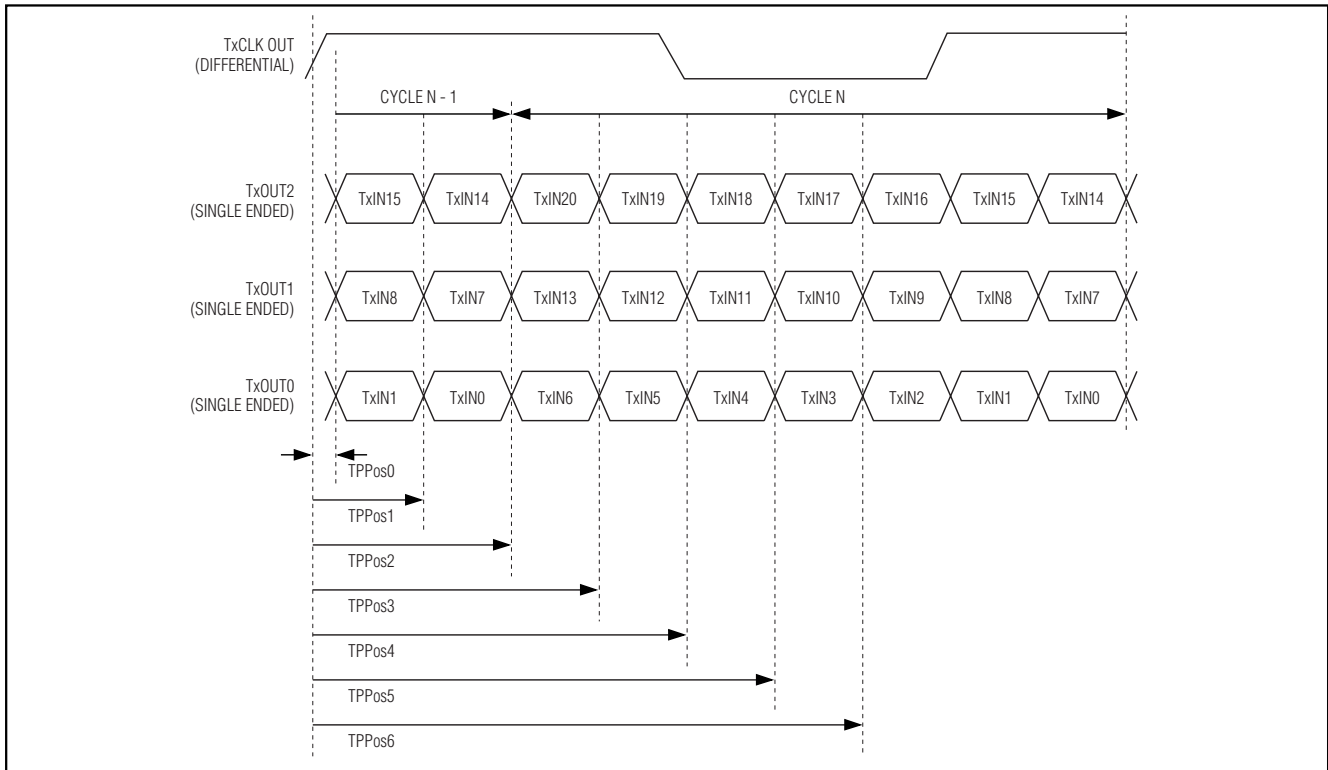 TxCLK OUT
(DIFFERENTIAL)
CYCLE N - 1 CYCLE N
TxOUT2
(SINGLE ENDED)
TxIN15 TxIN14 TxIN20 TxIN19 TxIN18 TxIN17 TxIN16 TxIN15 TxIN14
TxOUT1
(SINGLE ENDED)
TxIN8 TxIN7 TxIN13 TxIN12 TxIN11 TxIN10 TxIN9 TxIN8 TxIN7
TxOUT0
(SINGLE ENDED)
TxIN1 TxIN0 TxIN6 TxIN5 TxIN4 TxIN3 TxIN2 TxIN1 TxIN0
TPPos0
TPPos1
TPPos2
TPPos3
TPPos4
TPPos5
TPPos6